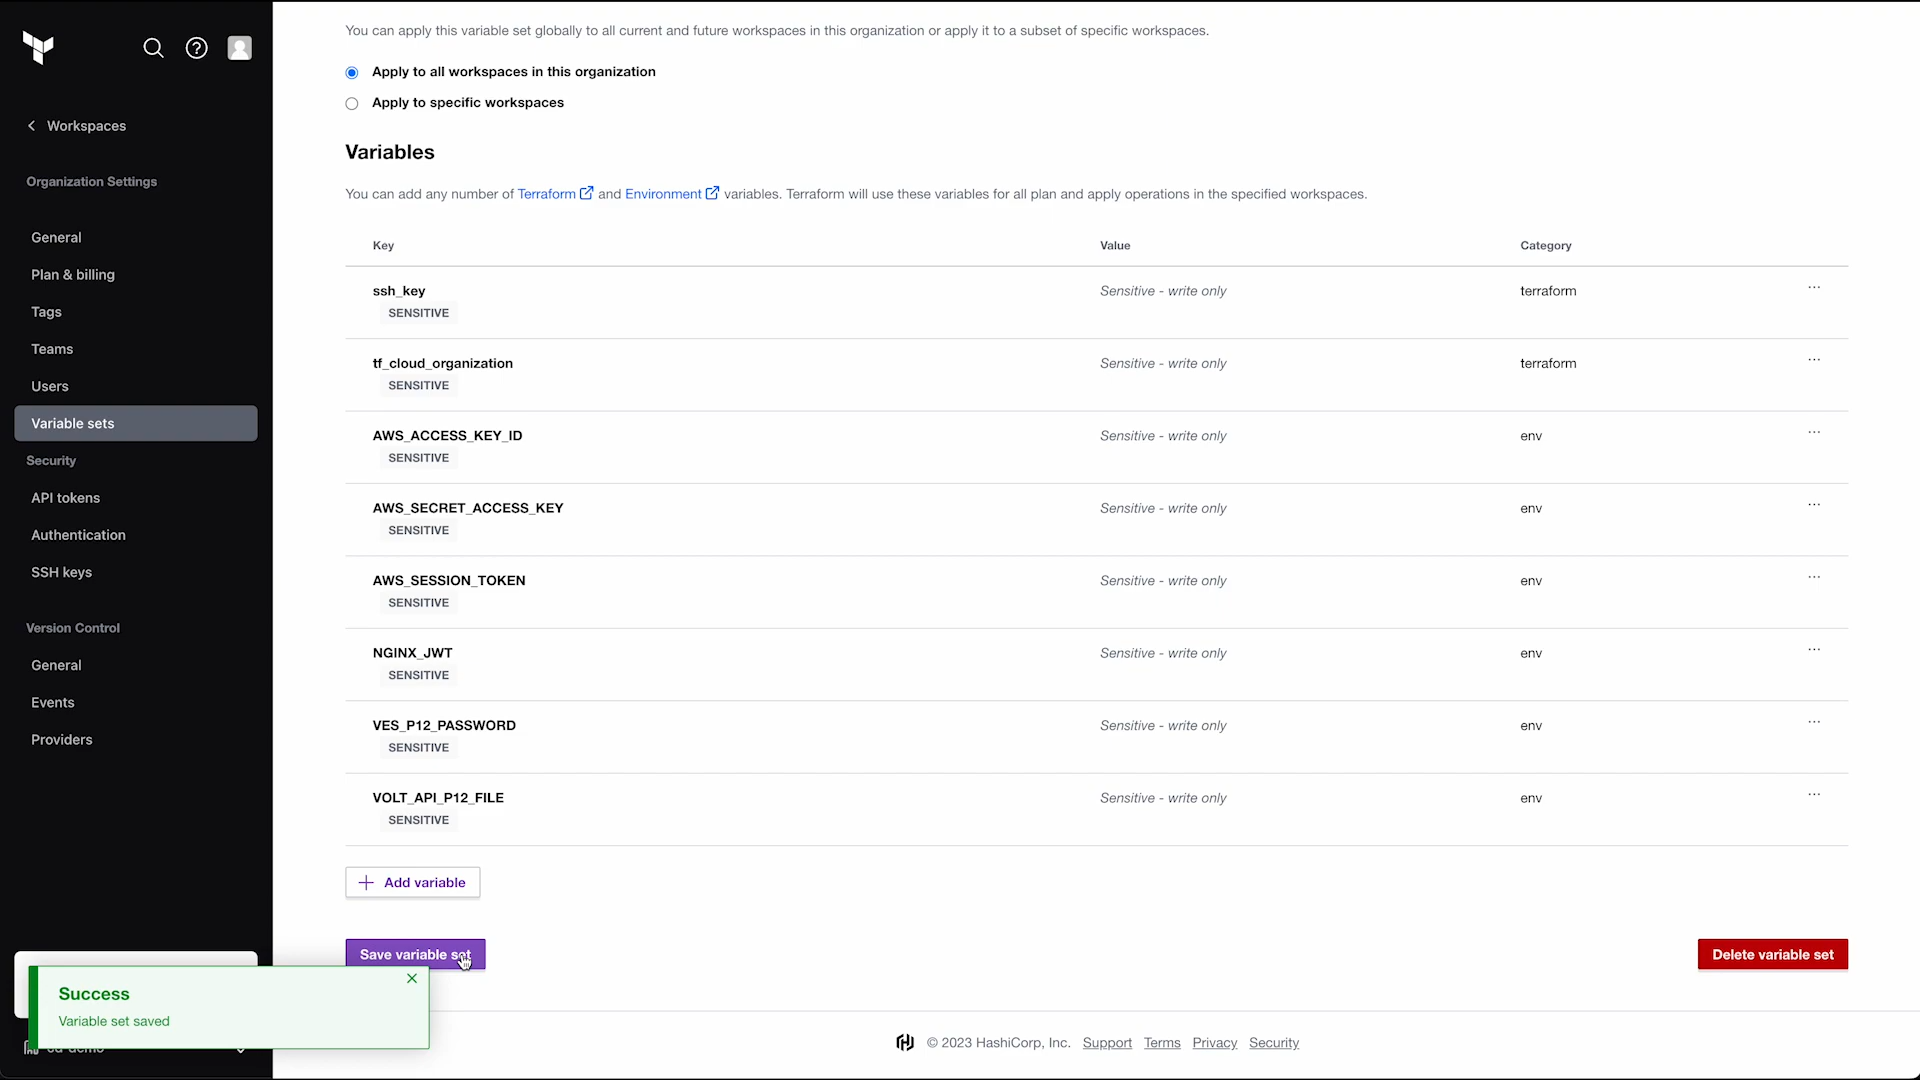 Workspaces
Organization Settings
General
Plan & billing
Tags
Teams
Users
Variable sets
Security
API tokens
Authentication
SSH keys
Version Control
General
Events
Providers
You can apply this variable set globally to all current and future workspaces in this organization or apply it to a subset of specific workspaces.
Apply to all workspaces in this organization
Apply to specific workspaces
Variables
You can add any number of Terraform and Environment variables. Terraform will use these variables for all plan and apply operations in the specified workspaces.
Key Value Category
ssh_key Sensitive - write only terraform ...
SENSITIVE
tf_cloud_organization Sensitive - write only terraform ...
SENSITIVE
AWS_ACCESS_KEY_ID Sensitive - write only env ...
SENSITIVE
AWS_SECRET_ACCESS_KEY Sensitive - write only env ...
SENSITIVE
AWS_SESSION_TOKEN Sensitive - write only env ...
SENSITIVE
NGINX_JWT Sensitive - write only env ...
SENSITIVE
VES_P12_PASSWORD Sensitive - write only env ...
SENSITIVE
VOLT_API_P12_FILE Sensitive - write only env ...
SENSITIVE
+ Add variable
Save variable set Delete variable set
Success
Variable set saved
© 2023 HashiCorp, Inc. Support Terms Privacy Security